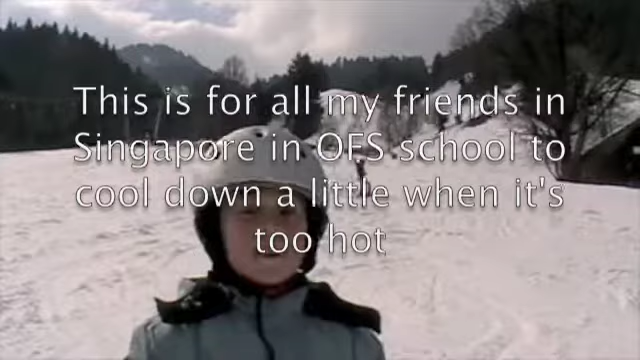 This is for all my friends in
Singapore in OFS school to
cool down a little when it's
too hot